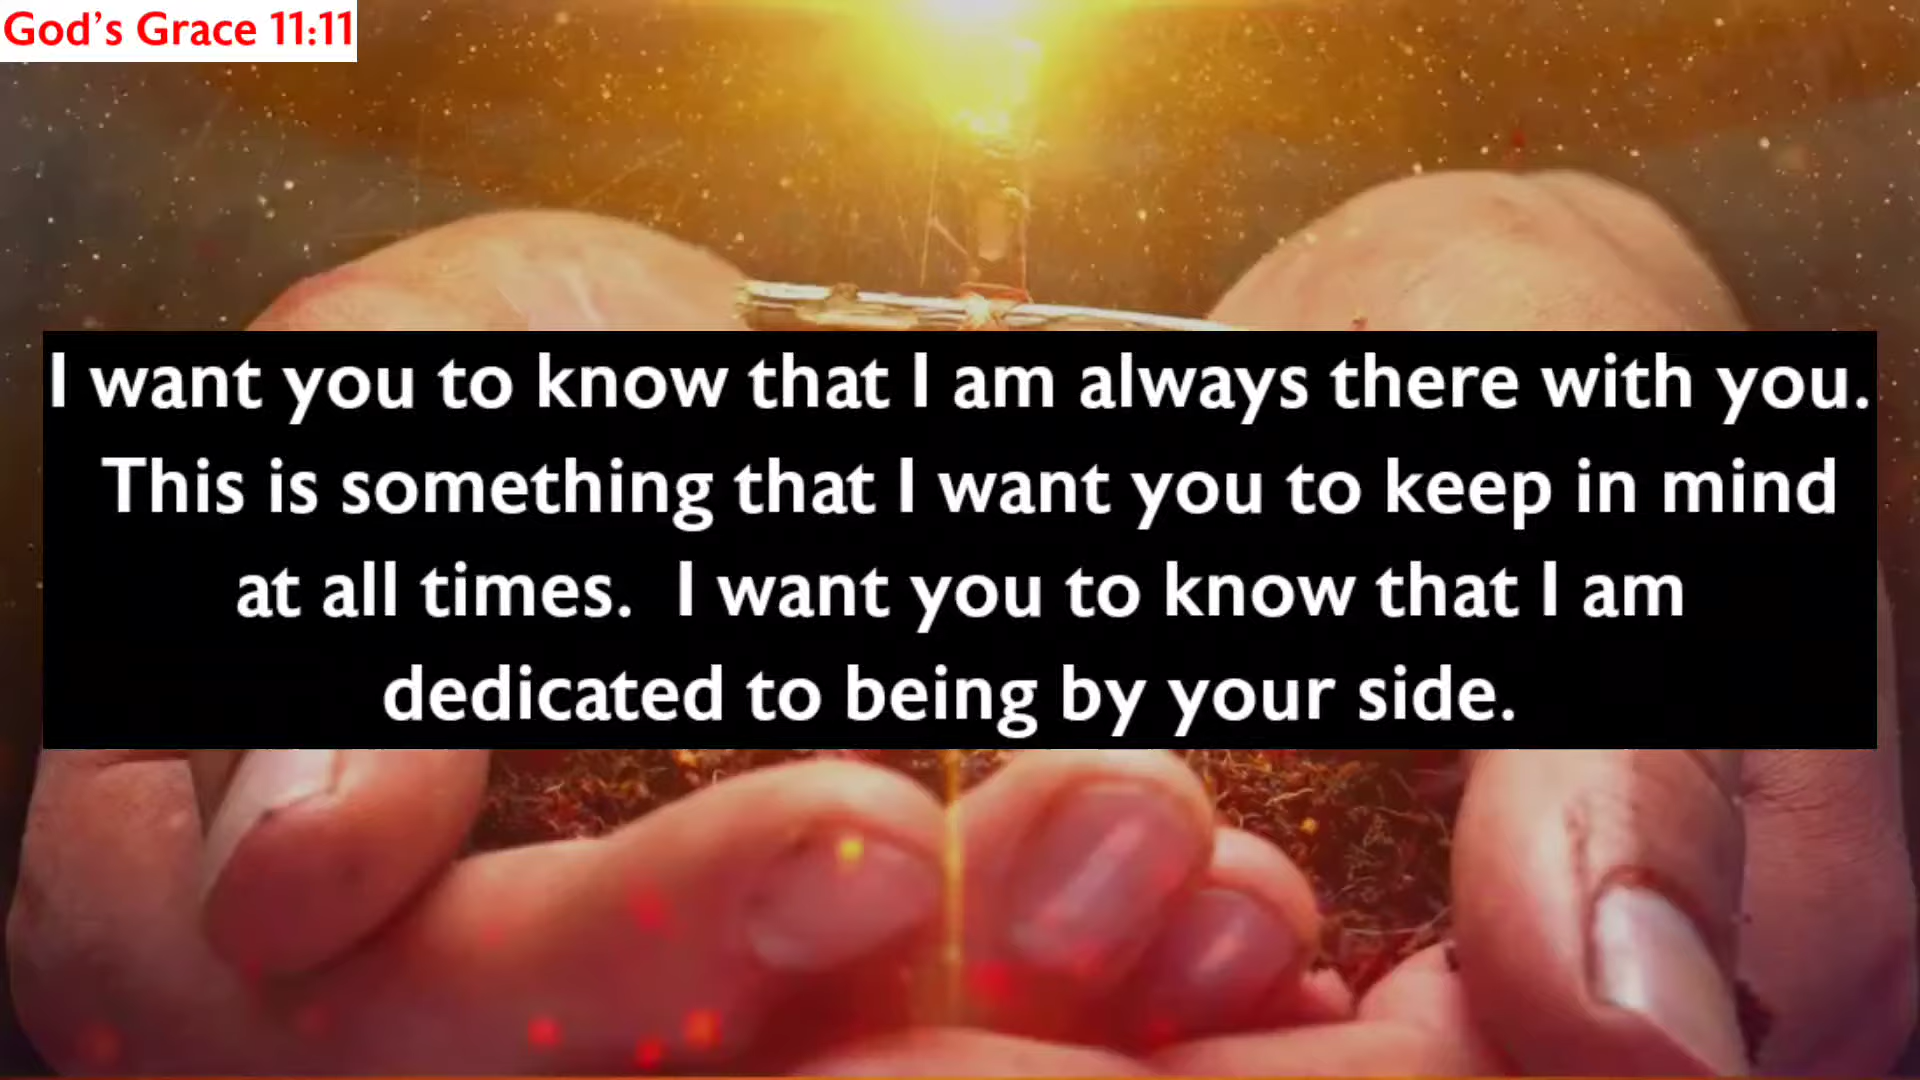 God's Grace 11:11
I want you to know that I am always there with you.
This is something that I want you to keep in mind
at all times.  I want you to know that I am
dedicated to being by your side.